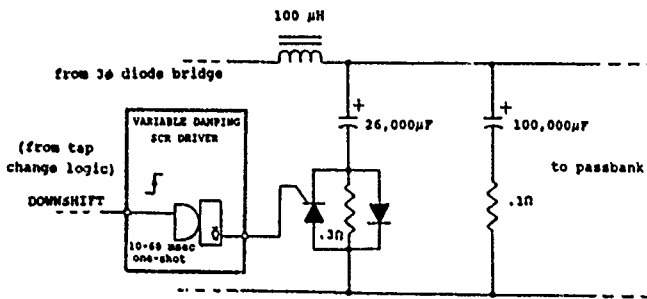 100 µH
from 3ϕ diode bridge
VARIABLE DAMPING
SCR DRIVER
+
26,000µF
+
100,000µF
(from tap
change logic)
to passbank
DOWNSHIFT
Q̄
.3Ω
.1Ω
10-60 msec
one-shot